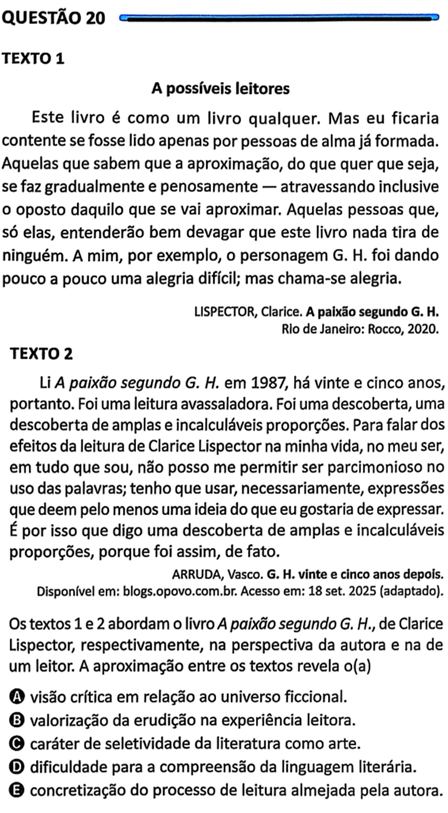 QUESTÃO 20
TEXTO 1
A possíveis leitores
Este livro é como um livro qualquer. Mas eu ficaria
contente se fosse lido apenas por pessoas de alma já formada.
Aquelas que sabem que a aproximação, do que quer que seja,
se faz gradualmente e penosamente — atravessando inclusive
o oposto daquilo que se vai aproximar. Aquelas pessoas que,
só elas, entenderão bem devagar que este livro nada tira de
ninguém. A mim, por exemplo, o personagem G. H. foi dando
pouco a pouco uma alegria difícil; mas chama-se alegria.
LISPECTOR, Clarice. A paixão segundo G. H.
Rio de Janeiro: Rocco, 2020.
TEXTO 2
Li A paixão segundo G. H. em 1987, há vinte e cinco anos,
portanto. Foi uma leitura avassaladora. Foi uma descoberta, uma
descoberta de amplas e incalculáveis proporções. Para falar dos
efeitos da leitura de Clarice Lispector na minha vida, no meu ser,
em tudo que sou, não posso me permitir ser parcimonioso no
uso das palavras; tenho que usar, necessariamente, expressões
que deem pelo menos uma ideia do que eu gostaria de expressar.
É por isso que digo uma descoberta de amplas e incalculáveis
proporções, porque foi assim, de fato.
ARRUDA, Vasco. G. H. vinte e cinco anos depois.
Disponível em: blogs.opovo.com.br. Acesso em: 18 set. 2025 (adaptado).
Os textos 1 e 2 abordam o livro A paixão segundo G. H., de Clarice
Lispector, respectivamente, na perspectiva da autora e na de
um leitor. A aproximação entre os textos revela o(a)
A visão crítica em relação ao universo ficcional.
B valorização da erudição na experiência leitora.
C caráter de seletividade da literatura como arte.
D dificuldade para a compreensão da linguagem literária.
E concretização do processo de leitura almejada pela autora.